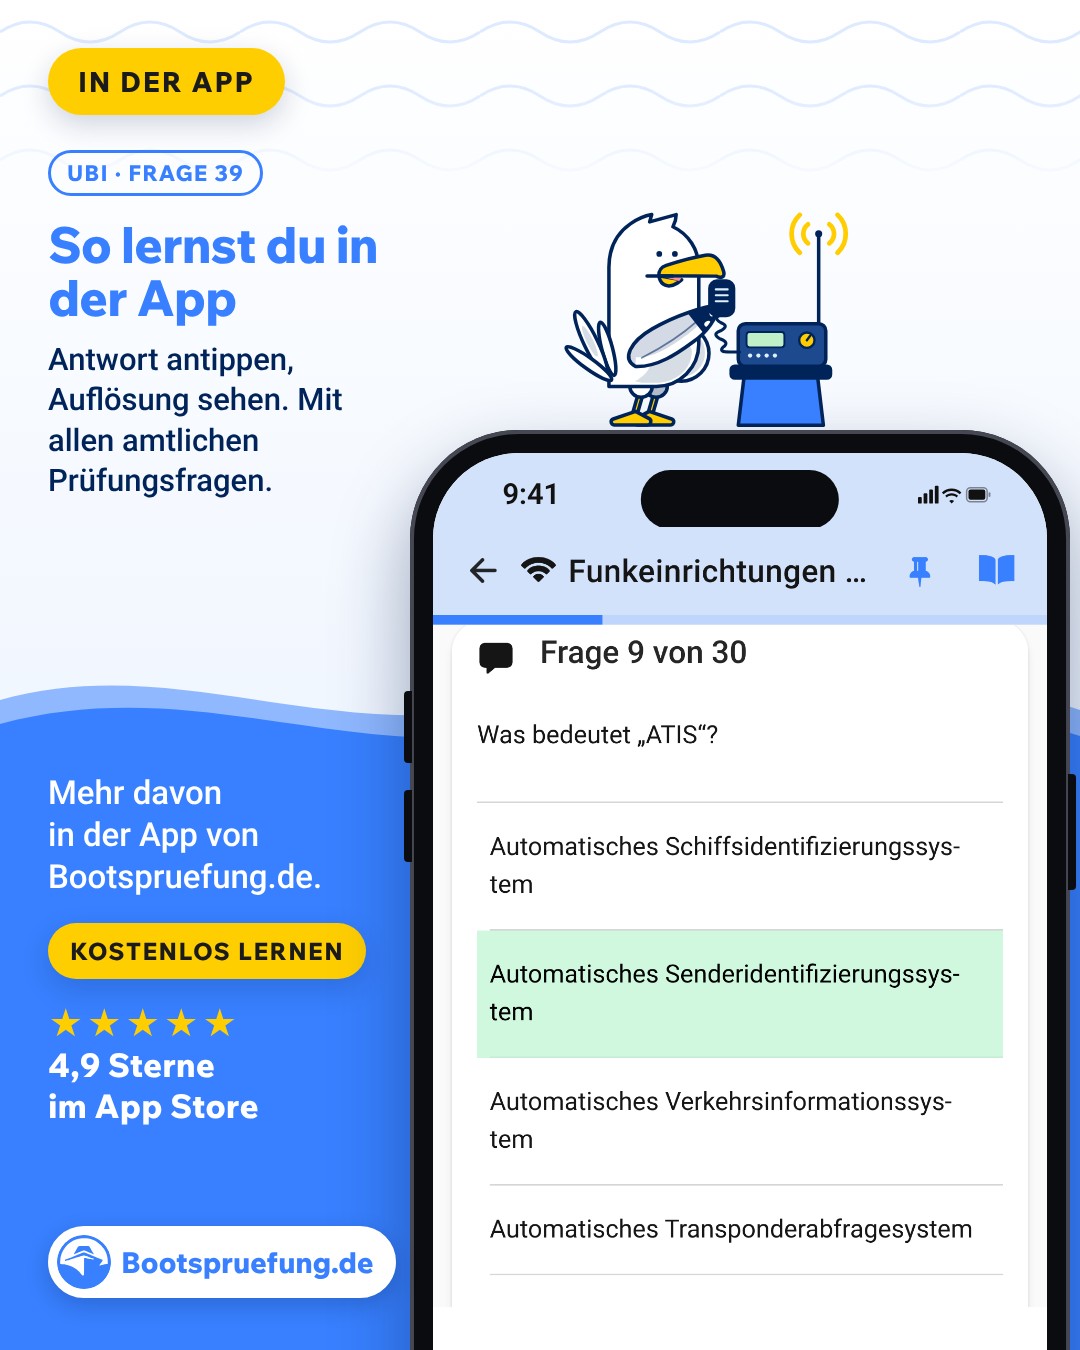 IN DER APP
UBI · FRAGE 39
So lernst du in
der App
Antwort antippen,
Auflösung sehen. Mit
allen amtlichen
Prüfungsfragen.
9:41
Funkeinrichtungen ...
Frage 9 von 30
Was bedeutet „ATIS“?
Automatisches Schiffsidentifizierungssys-
tem
Automatisches Senderidentifizierungssys-
tem
Automatisches Verkehrsinformationssys-
tem
Automatisches Transponderabfragesystem
Mehr davon
in der App von
Bootspruefung.de.
KOSTENLOS LERNEN
4,9 Sterne
im App Store
Bootspruefung.de